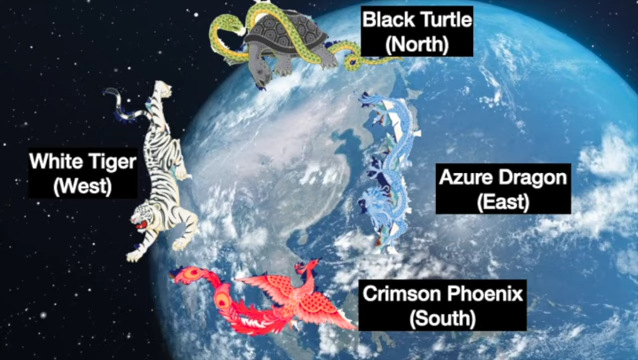 Black Turtle
(North)
White Tiger
(West)
Azure Dragon
(East)
Crimson Phoenix
(South)